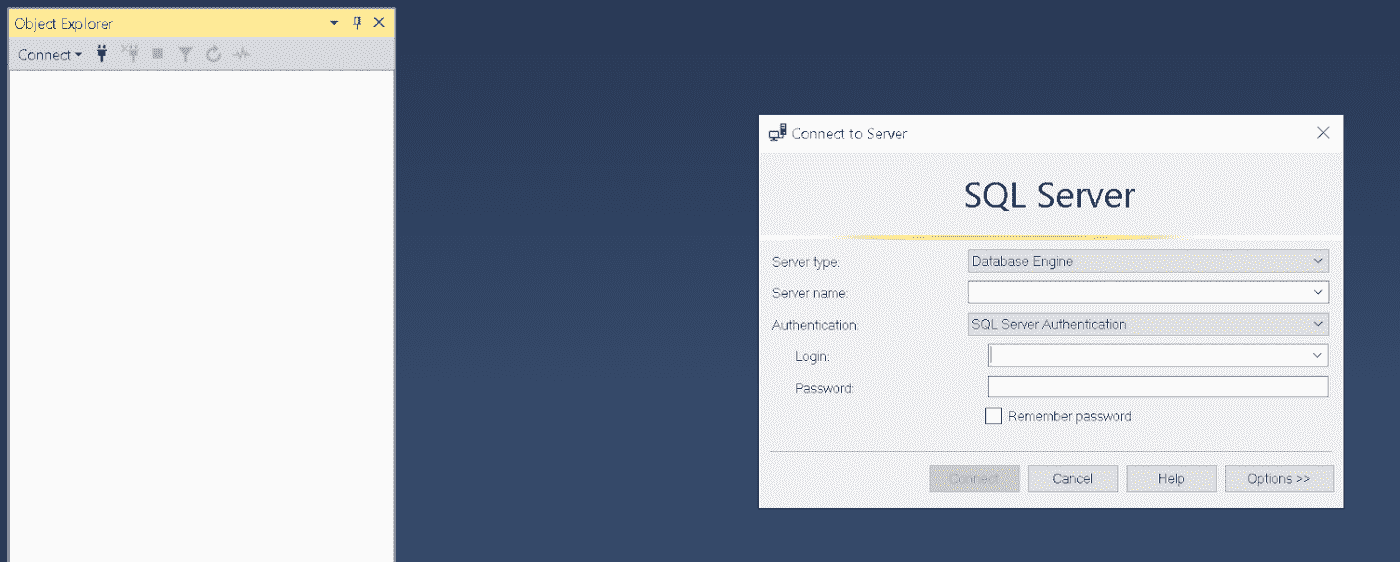 Object Explorer
Connect
Connect to Server
SQL Server
Server type: Database Engine
Server name:
Authentication: SQL Server Authentication
Login:
Password:
Remember password
Connect Cancel Help Options >>